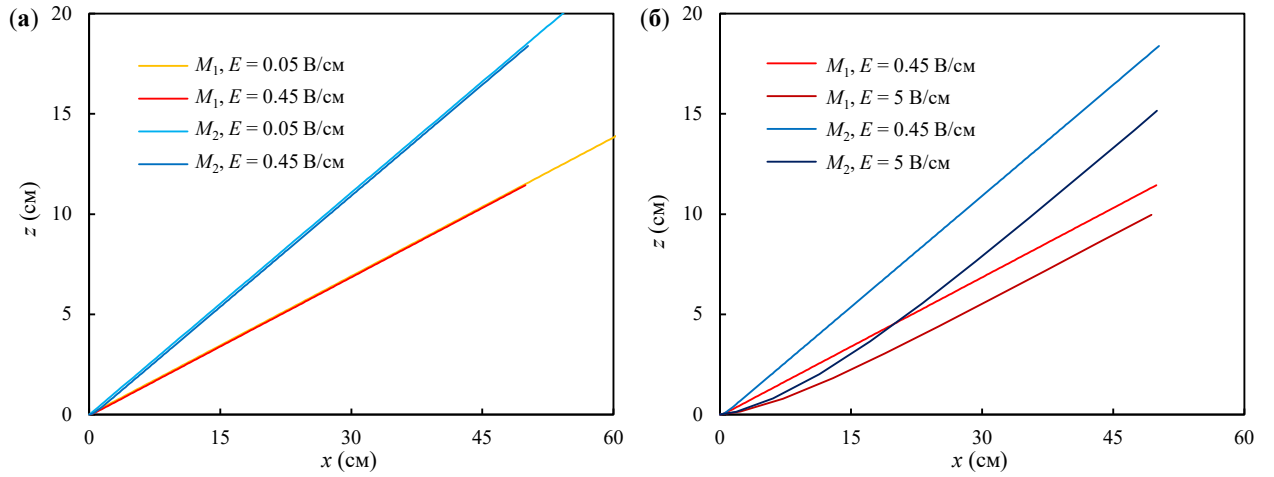 (а)
20
15
10
5
0
z (см)
M₁, E = 0.05 В/см
M₁, E = 0.45 В/см
M₂, E = 0.05 В/см
M₂, E = 0.45 В/см
0 15 30 45 60
x (см)
(б)
20
15
10
5
0
z (см)
M₁, E = 0.45 В/см
M₁, E = 5 В/см
M₂, E = 0.45 В/см
M₂, E = 5 В/см
0 15 30 45 60
x (см)